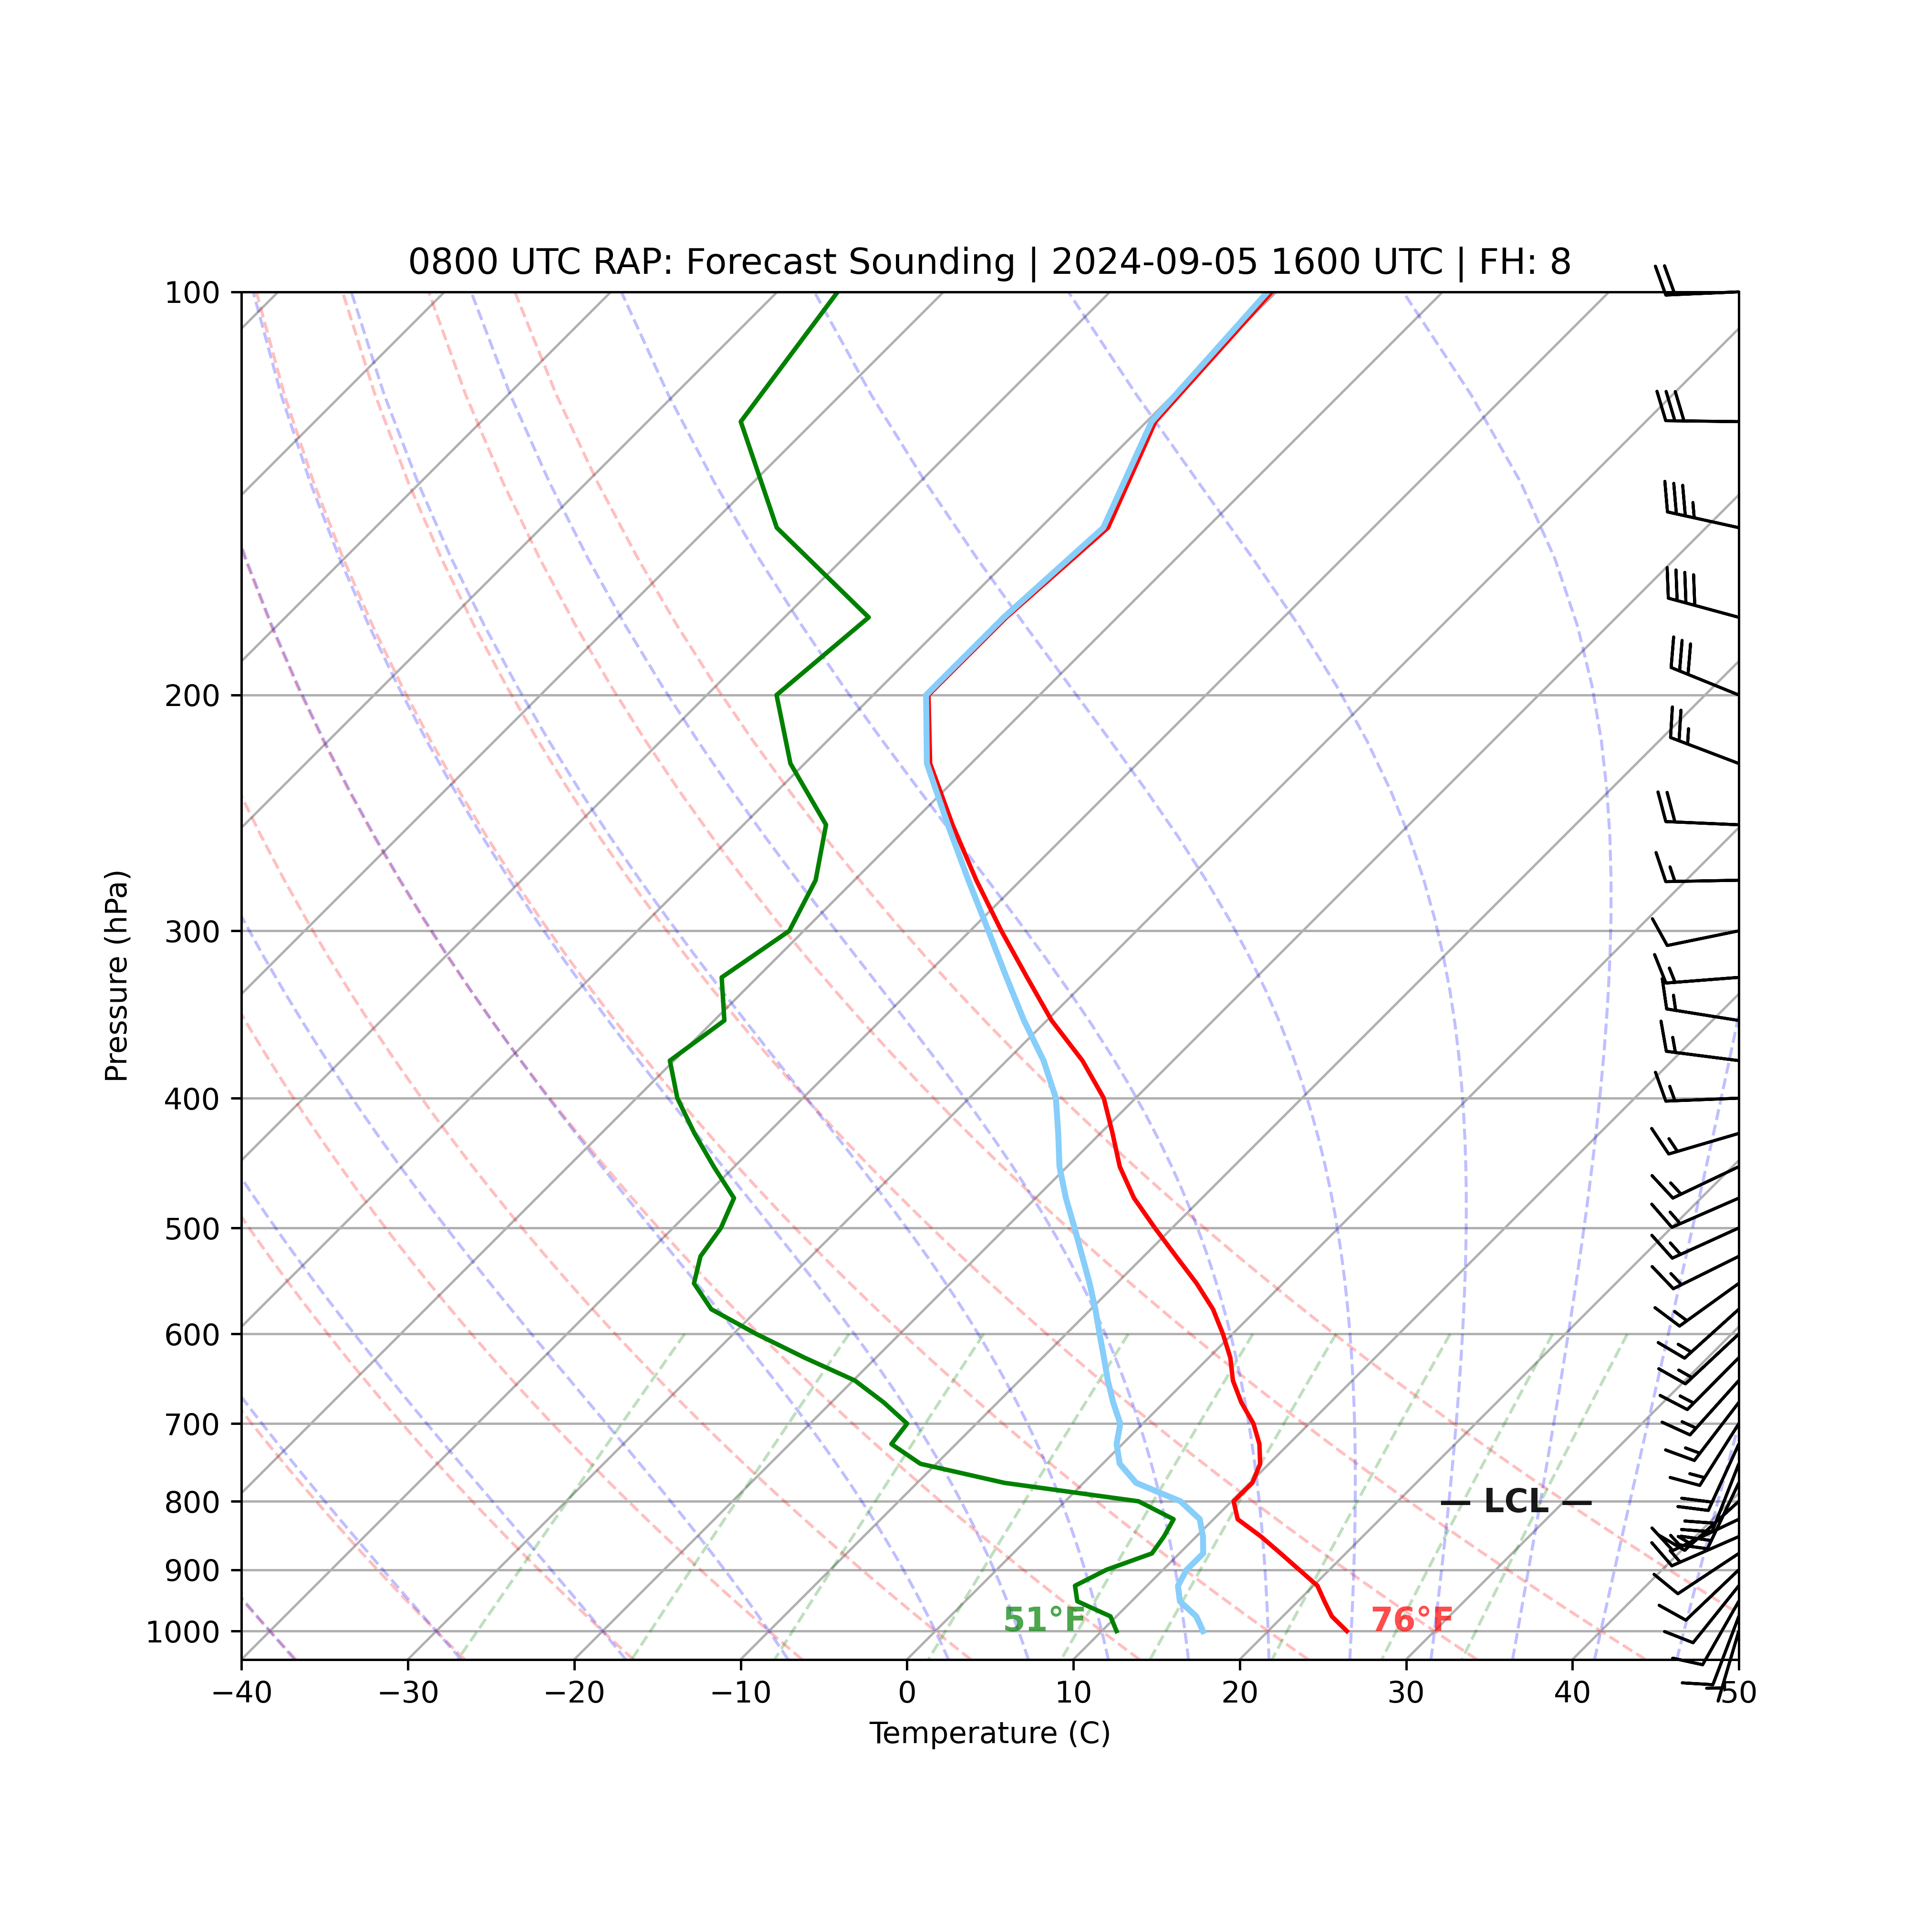 0800 UTC RAP: Forecast Sounding | 2024-09-05 1600 UTC | FH: 8
100
200
300
400
500
600
700
800
900
1000
Pressure (hPa)
— LCL —
51°F
76°F
−40 −30 −20 −10 0 10 20 30 40 50
Temperature (C)